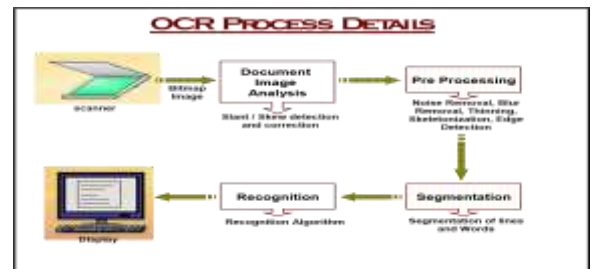 OCR PROCESS DETAILS
scanner
Bitmap
Image
Document
Image
Analysis
Slant / Skew detection
and correction
Pre Processing
Noise Removal, Blur
Removal, Thinning,
Skeletonization, Edge
Detection
Segmentation
Segmentation of lines
and Words
Recognition
Recognition Algorithm
Display